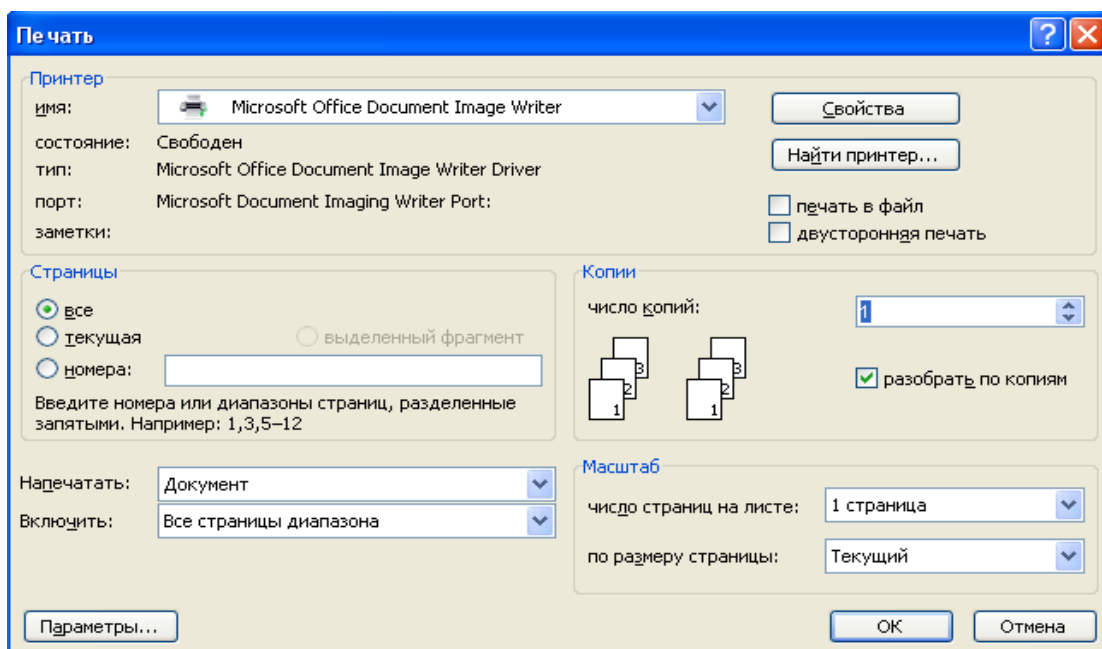 Печать
Принтер
имя: Microsoft Office Document Image Writer Свойства
состояние: Свободен
Найти принтер...
тип: Microsoft Office Document Image Writer Driver
порт: Microsoft Document Imaging Writer Port: печать в файл
заметки: двусторонняя печать
Страницы
все
текущая выделенный фрагмент
номера:
Введите номера или диапазоны страниц, разделенные
запятыми. Например: 1,3,5–12
Копии
число копий: 1
3 3
2 2
1 1
разобрать по копиям
Напечатать: Документ
Включить: Все страницы диапазона
Масштаб
число страниц на листе: 1 страница
по размеру страницы: Текущий
Параметры... ОК Отмена